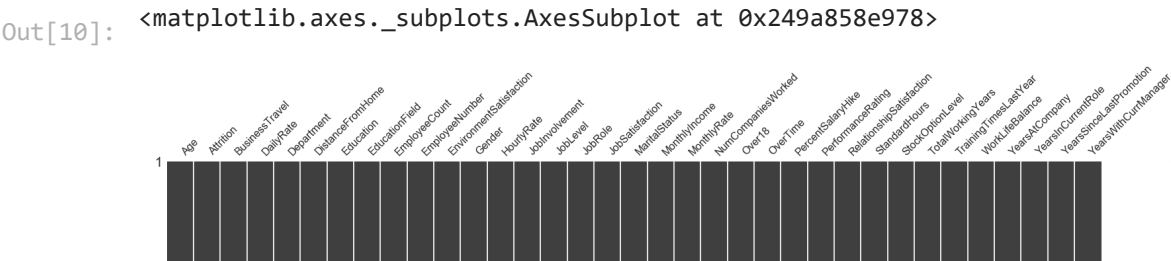 <matplotlib.axes._subplots.AxesSubplot at 0x249a858e978>
Out[10]:
Age
Attrition
BusinessTravel
DailyRate
Department
DistanceFromHome
Education
EducationField
EmployeeCount
EmployeeNumber
EnvironmentSatisfaction
Gender
HourlyRate
JobInvolvement
JobLevel
JobRole
JobSatisfaction
MaritalStatus
MonthlyIncome
MonthlyRate
NumCompaniesWorked
Over18
OverTime
PercentSalaryHike
PerformanceRating
RelationshipSatisfaction
StandardHours
StockOptionLevel
TotalWorkingYears
TrainingTimesLastYear
WorkLifeBalance
YearsAtCompany
YearsInCurrentRole
YearsSinceLastPromotion
YearsWithCurrManager
1